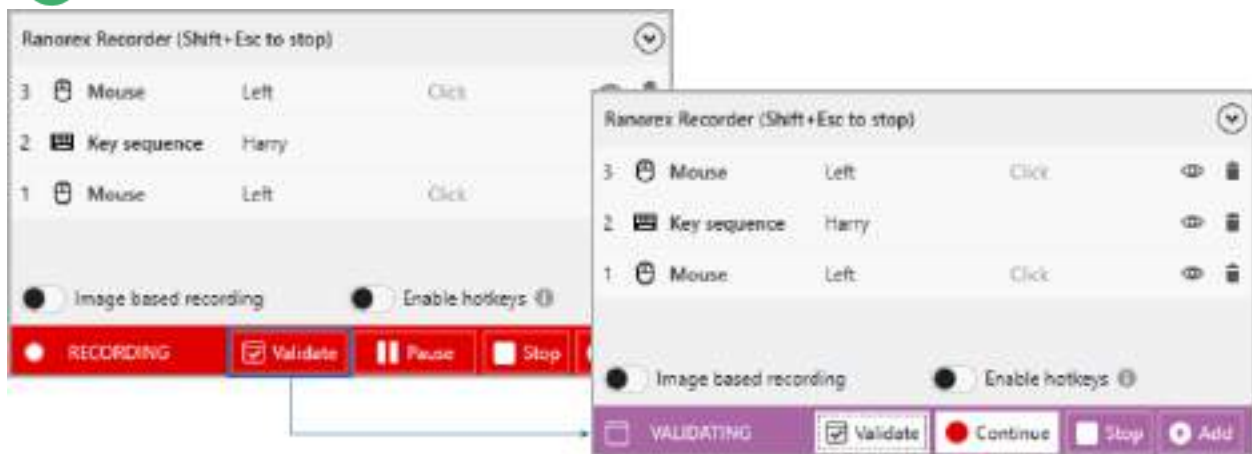 Ranorex Recorder (Shift+Esc to stop)
3 Mouse Left Click
2 Key sequence Harry
1 Mouse Left Click
Image based recording Enable hotkeys
RECORDING Validate Pause Stop
Ranorex Recorder (Shift+Esc to stop)
3 Mouse Left Click
2 Key sequence Harry
1 Mouse Left Click
Image based recording Enable hotkeys
VALIDATING Validate Continue Stop Add